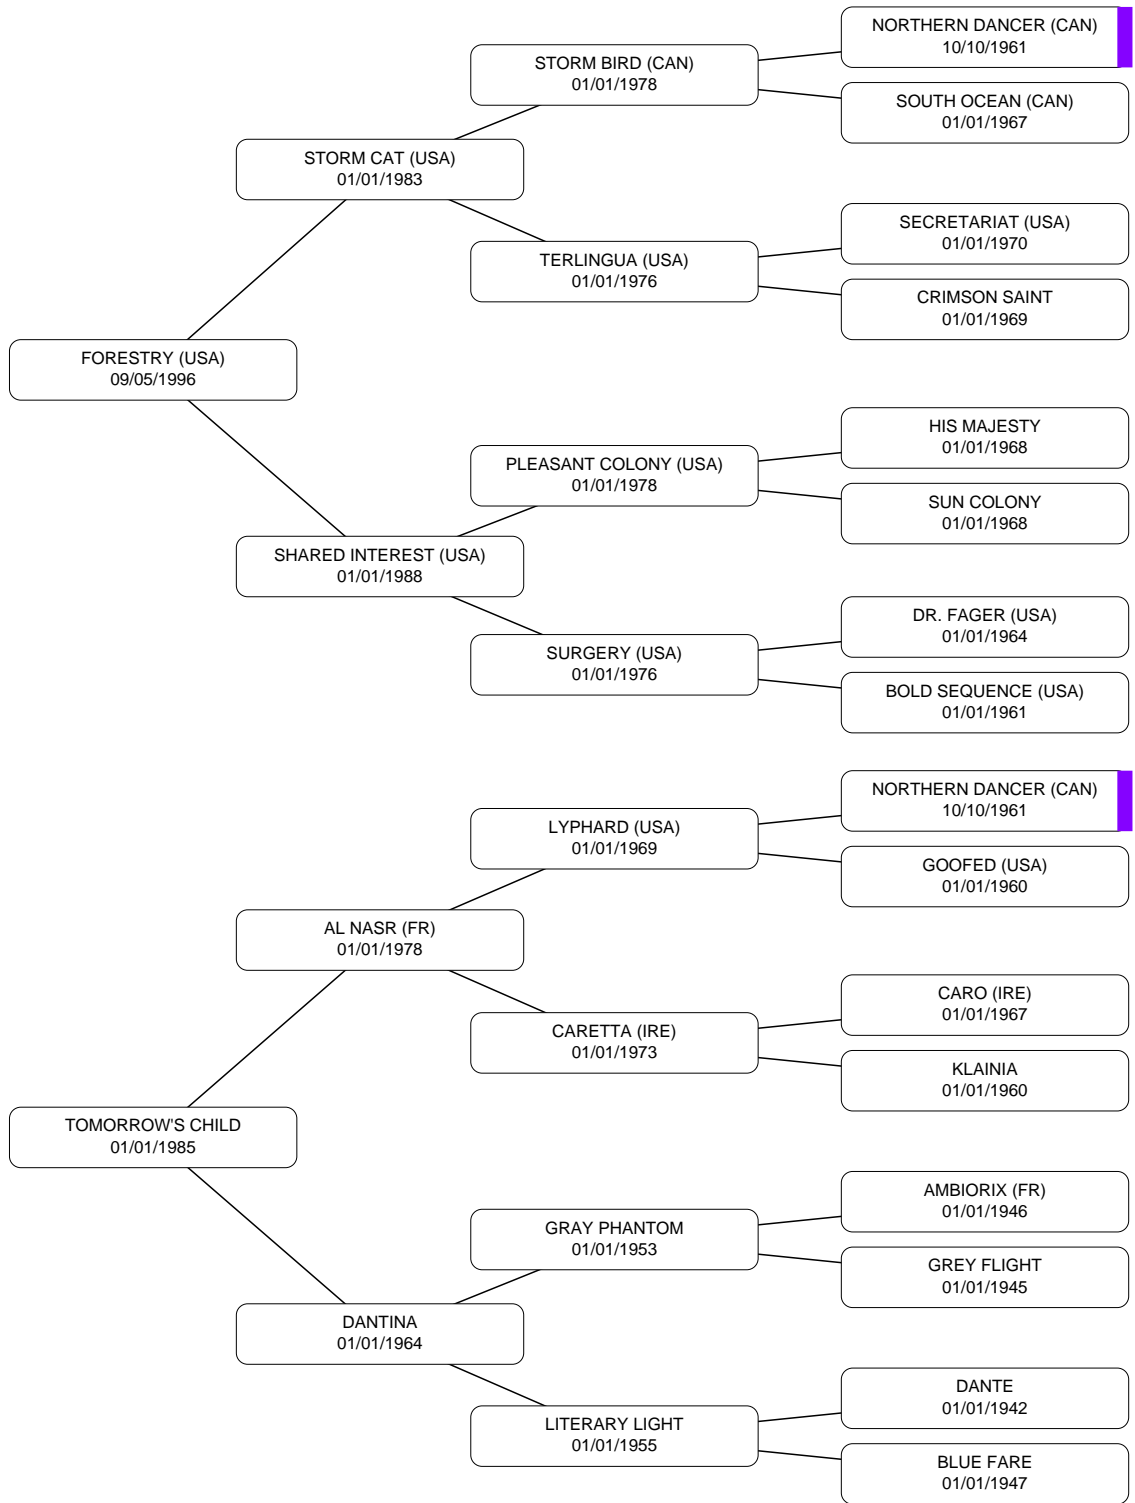 NORTHERN DANCER (CAN)
10/10/1961
STORM BIRD (CAN)
01/01/1978
SOUTH OCEAN (CAN)
01/01/1967
STORM CAT (USA)
01/01/1983
SECRETARIAT (USA)
01/01/1970
TERLINGUA (USA)
01/01/1976
CRIMSON SAINT
01/01/1969
FORESTRY (USA)
09/05/1996
HIS MAJESTY
01/01/1968
PLEASANT COLONY (USA)
01/01/1978
SUN COLONY
01/01/1968
SHARED INTEREST (USA)
01/01/1988
DR. FAGER (USA)
01/01/1964
SURGERY (USA)
01/01/1976
BOLD SEQUENCE (USA)
01/01/1961
NORTHERN DANCER (CAN)
10/10/1961
LYPHARD (USA)
01/01/1969
GOOFED (USA)
01/01/1960
AL NASR (FR)
01/01/1978
CARO (IRE)
01/01/1967
CARETTA (IRE)
01/01/1973
KLAINIA
01/01/1960
TOMORROW'S CHILD
01/01/1985
AMBIORIX (FR)
01/01/1946
GRAY PHANTOM
01/01/1953
GREY FLIGHT
01/01/1945
DANTINA
01/01/1964
DANTE
01/01/1942
LITERARY LIGHT
01/01/1955
BLUE FARE
01/01/1947